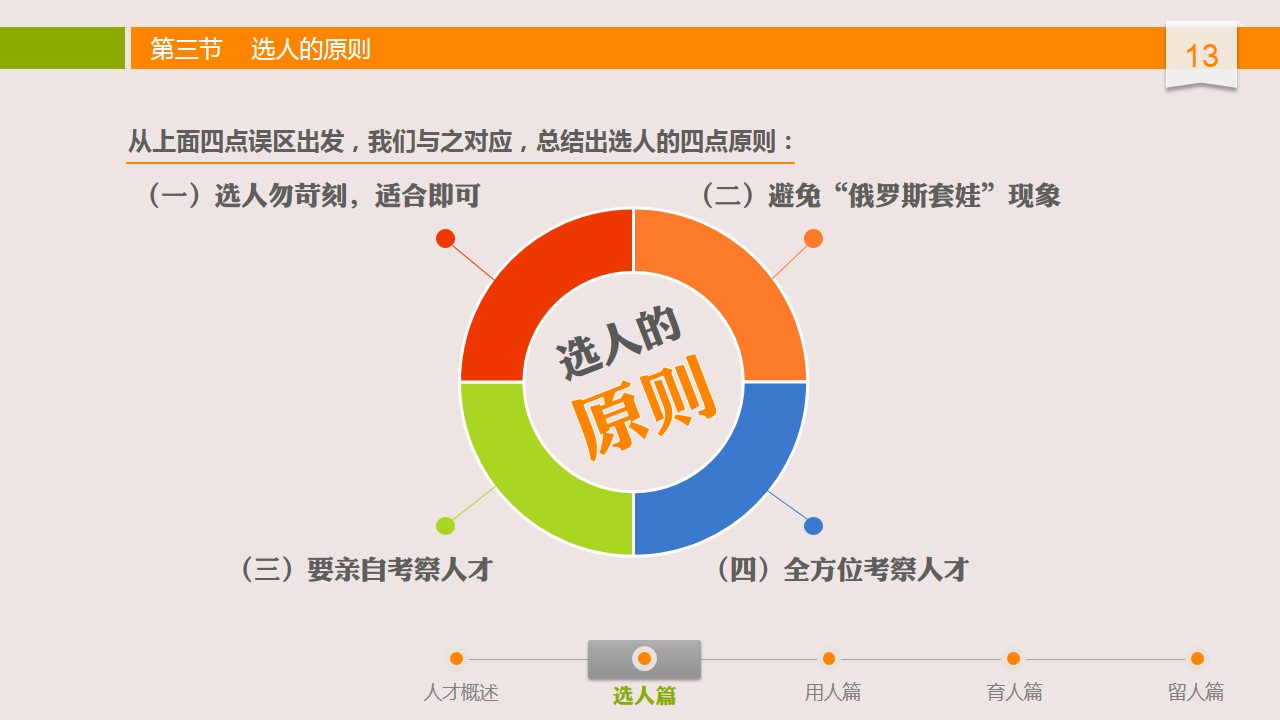 第三节 选人的原则
13
从上面四点误区出发，我们与之对应，总结出选人的四点原则：
（一）选人勿苛刻，适合即可
（二）避免“俄罗斯套娃”现象
选人的
原则
（三）要亲自考察人才
（四）全方位考察人才
人才概述
选人篇
用人篇
育人篇
留人篇